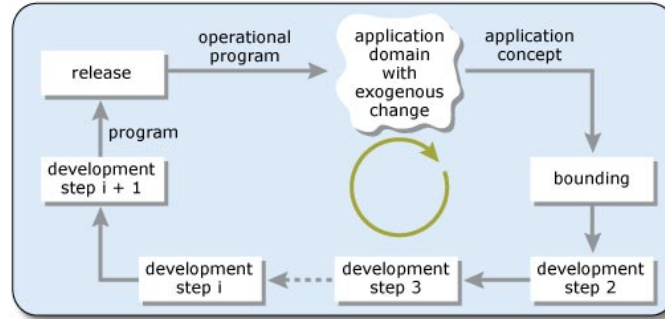 operational
program
application
domain
with
exogenous
change
application
concept
release
program
development
step i + 1
bounding
development
step i
development
step 3
development
step 2